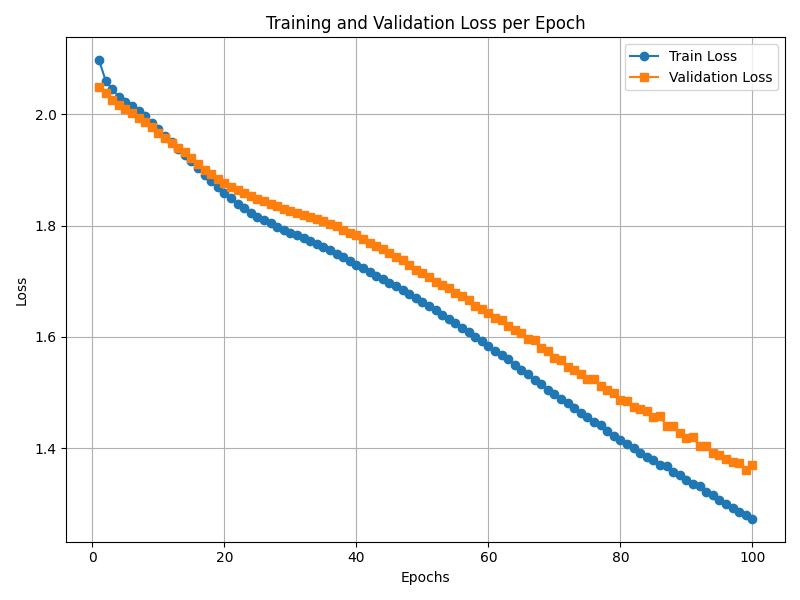 Training and Validation Loss per Epoch
Train Loss
Validation Loss
Loss
2.0
1.8
1.6
1.4
0 20 40 60 80 100
Epochs